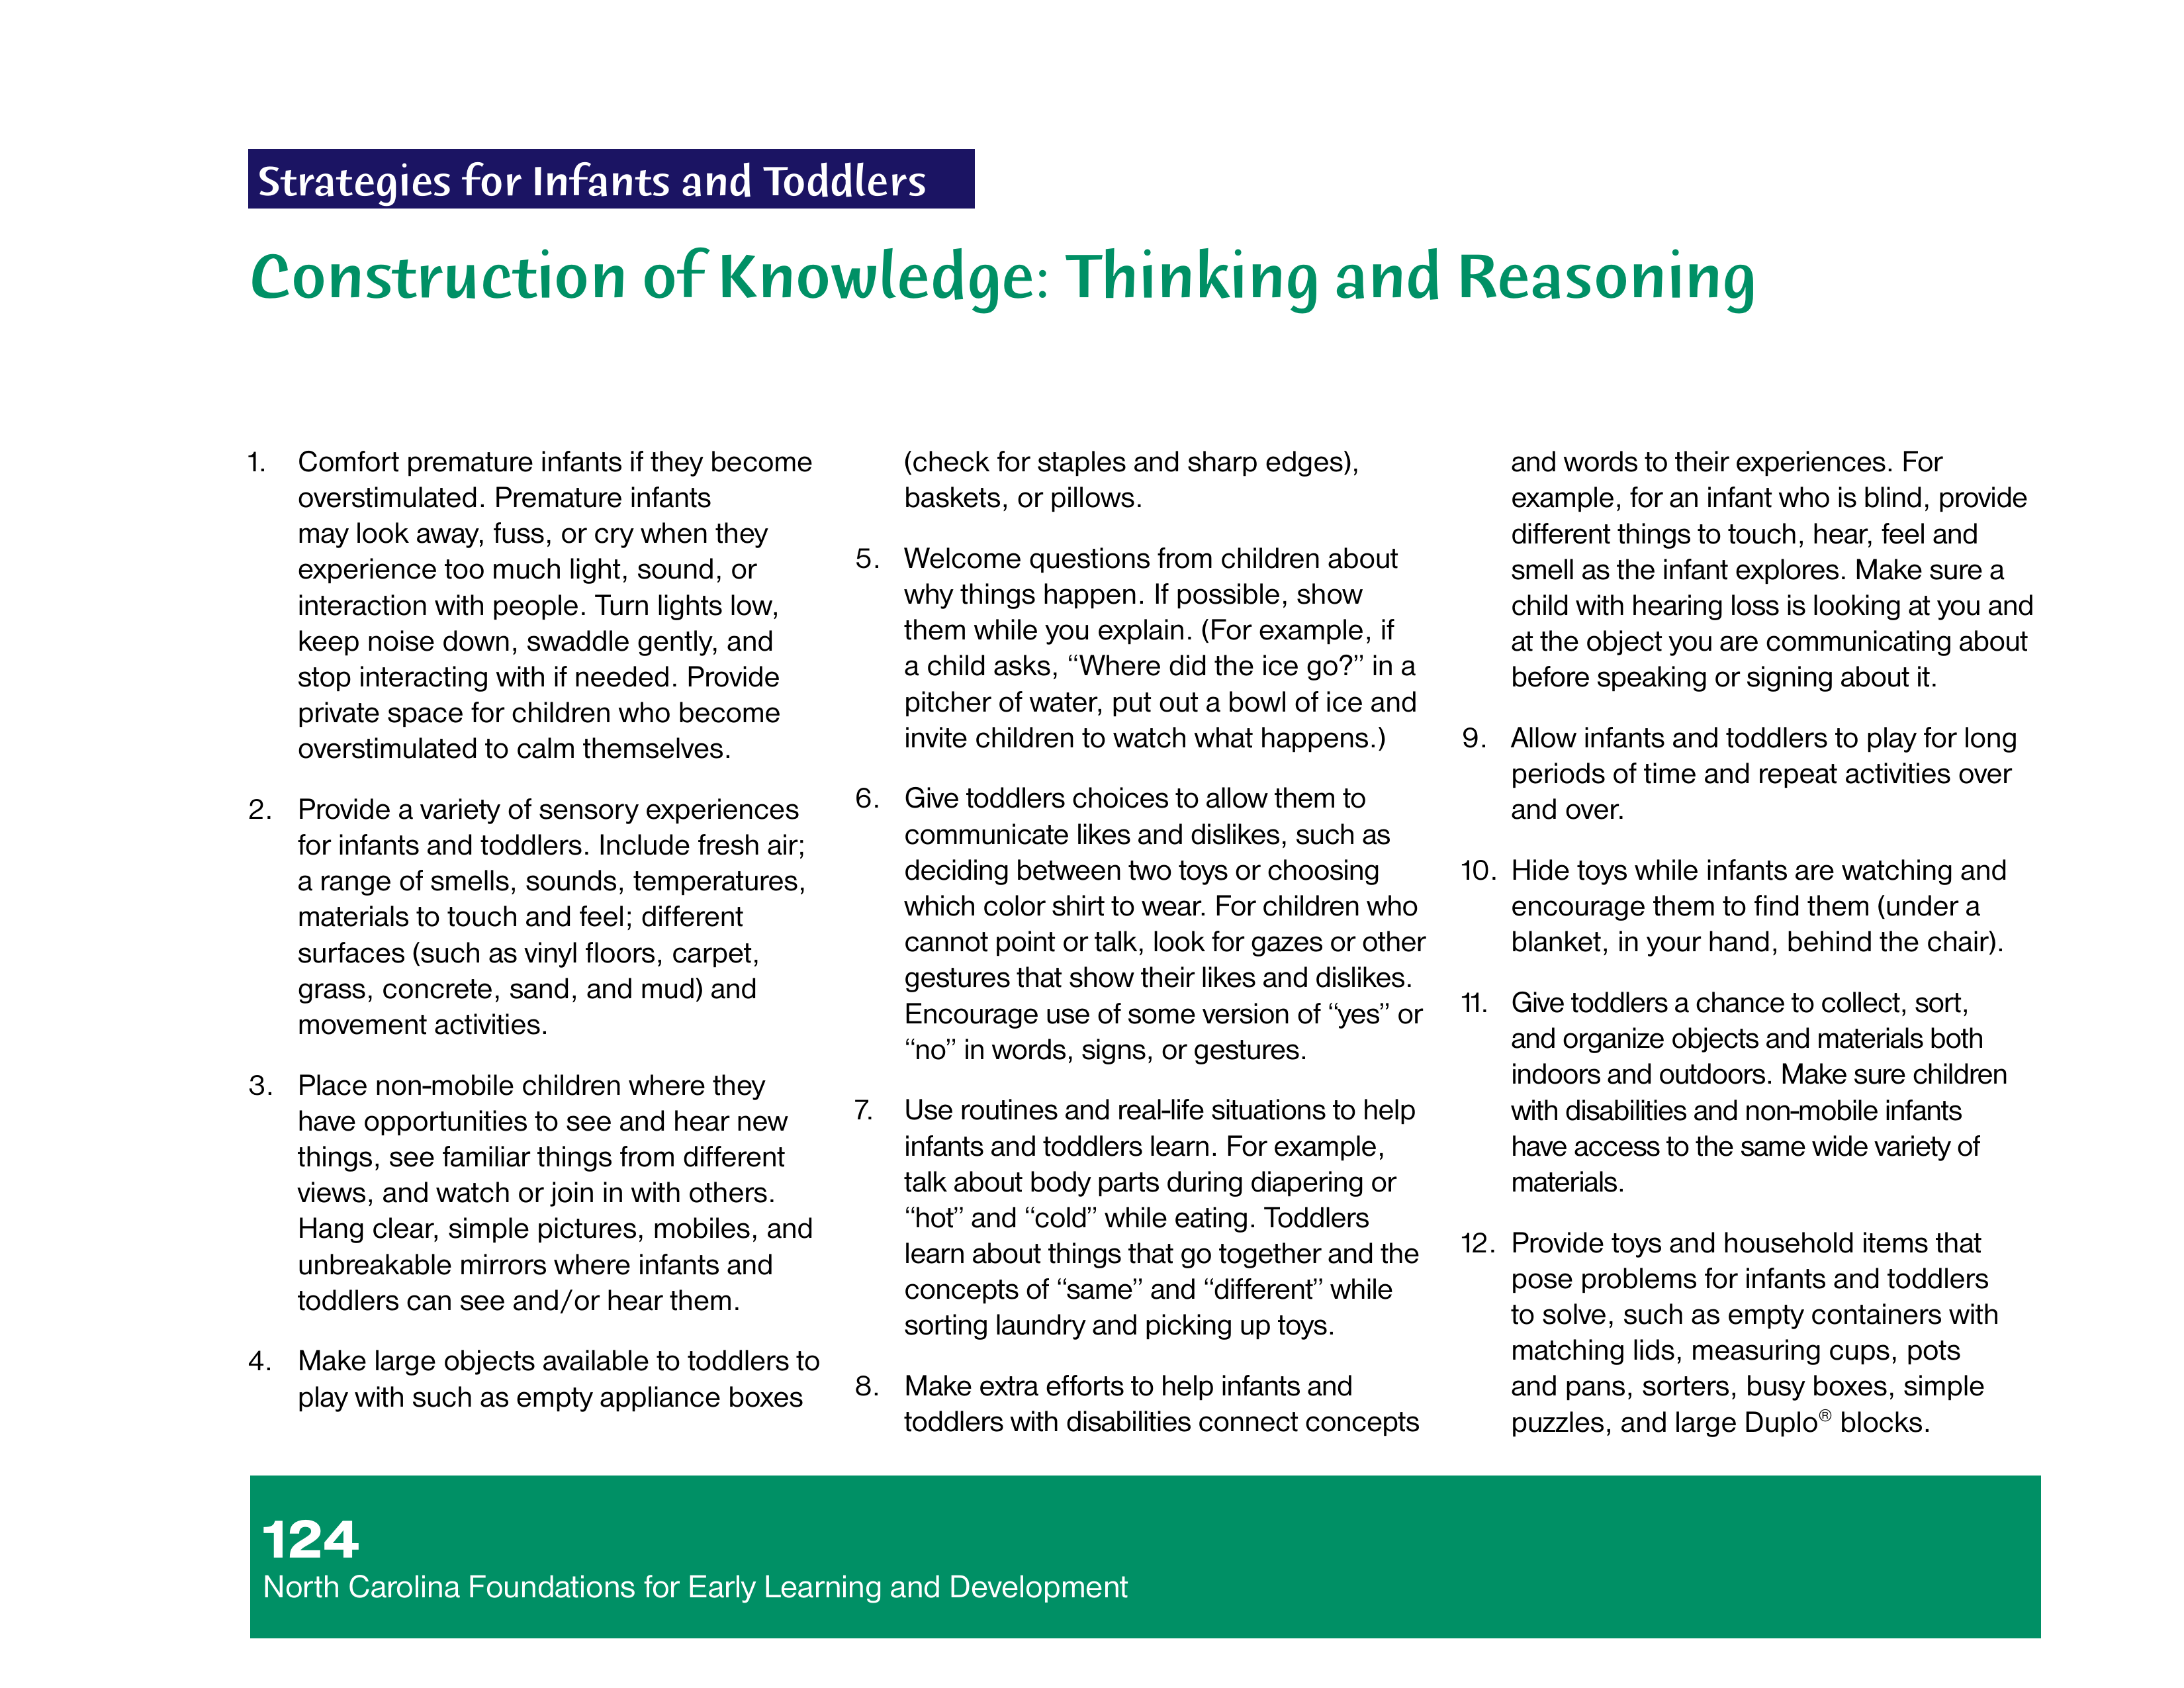 Strategies for Infants and Toddlers
Construction of Knowledge: Thinking and Reasoning
1. Comfort premature infants if they become
overstimulated. Premature infants
may look away, fuss, or cry when they
experience too much light, sound, or
interaction with people. Turn lights low,
keep noise down, swaddle gently, and
stop interacting with if needed. Provide
private space for children who become
overstimulated to calm themselves.
2. Provide a variety of sensory experiences
for infants and toddlers. Include fresh air;
a range of smells, sounds, temperatures,
materials to touch and feel; different
surfaces (such as vinyl floors, carpet,
grass, concrete, sand, and mud) and
movement activities.
3. Place non-mobile children where they
have opportunities to see and hear new
things, see familiar things from different
views, and watch or join in with others.
Hang clear, simple pictures, mobiles, and
unbreakable mirrors where infants and
toddlers can see and/or hear them.
4. Make large objects available to toddlers to
play with such as empty appliance boxes
(check for staples and sharp edges),
baskets, or pillows.
5. Welcome questions from children about
why things happen. If possible, show
them while you explain. (For example, if
a child asks, “Where did the ice go?” in a
pitcher of water, put out a bowl of ice and
invite children to watch what happens.)
6. Give toddlers choices to allow them to
communicate likes and dislikes, such as
deciding between two toys or choosing
which color shirt to wear. For children who
cannot point or talk, look for gazes or other
gestures that show their likes and dislikes.
Encourage use of some version of “yes” or
“no” in words, signs, or gestures.
7. Use routines and real-life situations to help
infants and toddlers learn. For example,
talk about body parts during diapering or
“hot” and “cold” while eating. Toddlers
learn about things that go together and the
concepts of “same” and “different” while
sorting laundry and picking up toys.
8. Make extra efforts to help infants and
toddlers with disabilities connect concepts
and words to their experiences. For
example, for an infant who is blind, provide
different things to touch, hear, feel and
smell as the infant explores. Make sure a
child with hearing loss is looking at you and
at the object you are communicating about
before speaking or signing about it.
9. Allow infants and toddlers to play for long
periods of time and repeat activities over
and over.
10. Hide toys while infants are watching and
encourage them to find them (under a
blanket, in your hand, behind the chair).
11. Give toddlers a chance to collect, sort,
and organize objects and materials both
indoors and outdoors. Make sure children
with disabilities and non-mobile infants
have access to the same wide variety of
materials.
12. Provide toys and household items that
pose problems for infants and toddlers
to solve, such as empty containers with
matching lids, measuring cups, pots
and pans, sorters, busy boxes, simple
puzzles, and large Duplo® blocks.
124
North Carolina Foundations for Early Learning and Development